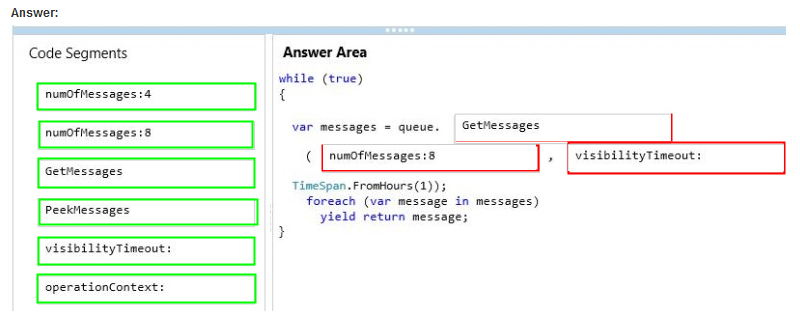 Answer:
Code Segments
numOfMessages:4
numOfMessages:8
GetMessages
PeekMessages
visibilityTimeout:
operationContext:
Answer Area
while (true)
{
var messages = queue. GetMessages
( numOfMessages:8 , visibilityTimeout:
TimeSpan.FromHours(1));
foreach (var message in messages)
yield return message;
}